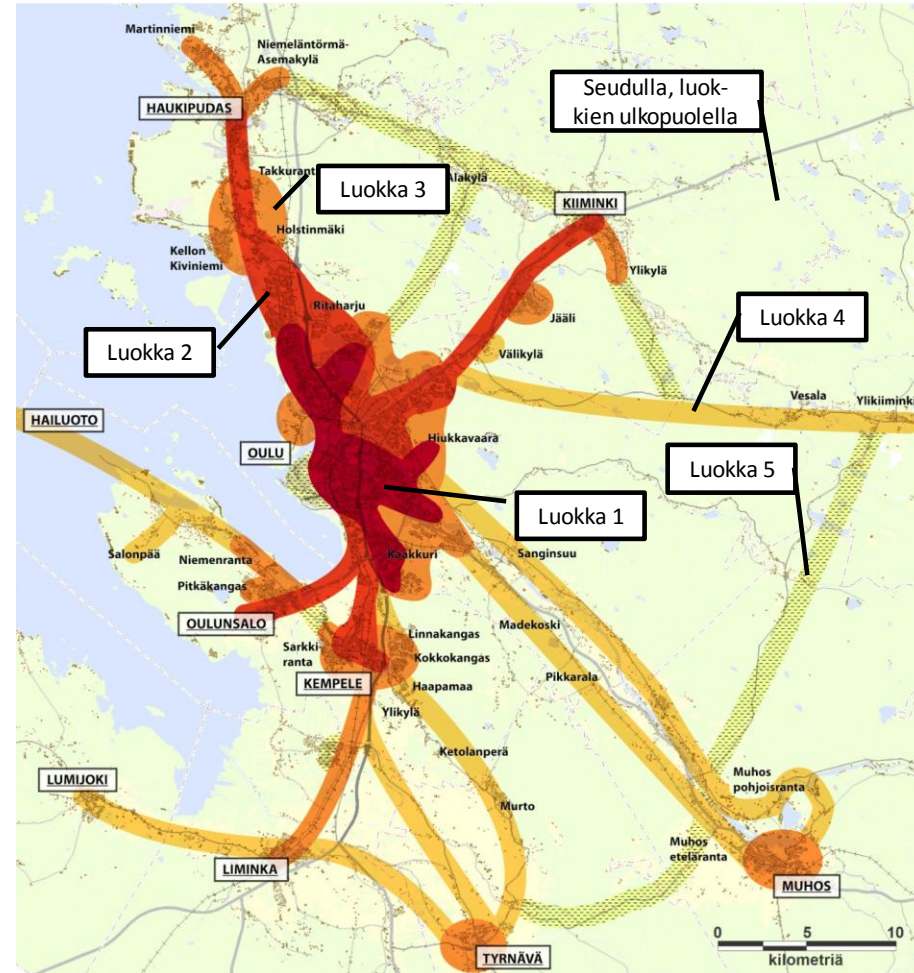 Martinniemi
Niemeläntörmä-
Asemakylä
Seudulla, luok-
kien ulkopuolella
HAUKIPUDAS
Takkurant
Luokka 3
Alakylä
KIIMINKI
Holstinmäki
Kellon
Kiviniemi
Ylikylä
Ritaharju
Jääli
Luokka 4
Luokka 2
Välikylä
Vesala
Ylikiiminki
HAILUOTO
Hiukkavaara
OULU
Luokka 5
Luokka 1
Salonpää
Kaakkuri
Sanginsuu
Niemenranta
Pitkäkangas
OULUNSALO
Madekoski
Linnakangas
Sarkki-
ranta
Kokkokangas
Pikkarala
KEMPELE
Haapamaa
Ylikylä
Ketolanperä
LUMIJOKI
Muhos
pohjoisranta
Murto
Muhos
eteläranta
LIMINKA
MUHOS
TYRNÄVÄ
0 5 10
kilometriä